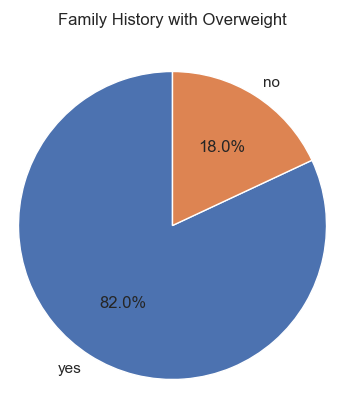 Family History with Overweight
no
18.0%
82.0%
yes